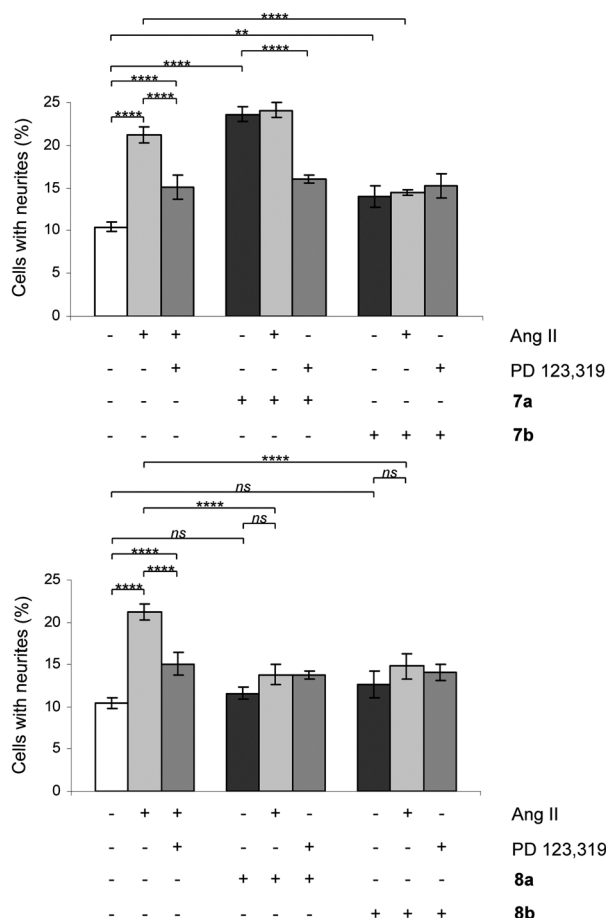 ****
**
**** ****
****
**** ****
25
20
15
10
5
0
Cells with neurites (%)
- + + - + - - + - Ang II
- - + - - + - - + PD 123,319
- - - + + + - - - 7a
- - - - - - + + + 7b
****
ns ns
****
ns ns
****
**** ****
25
20
15
10
5
0
Cells with neurites (%)
- + + - + - - + - Ang II
- - + - - + - - + PD 123,319
- - - + + + - - - 8a
- - - - - - + + + 8b